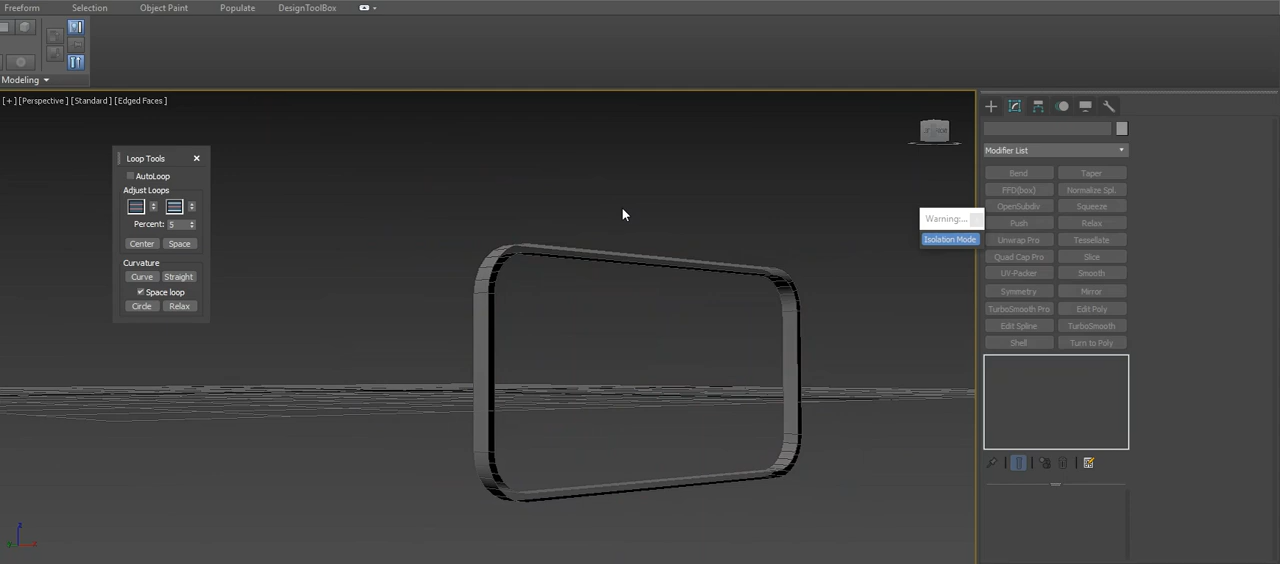 Freeform Selection Object Paint Populate DesignToolBox
Modeling
[+] [Perspective] [Standard] [Edged Faces]
Loop Tools
AutoLoop
Adjust Loops
Percent: 5
Center Space
Curvature
Curve Straight
Space loop
Circle Relax
Warning:...
Isolation Mode
Modifier List
Bend Taper
FFD(box) Normalize Spl.
OpenSubdiv Squeeze
Push Relax
Unwrap Pro Tessellate
Quad Cap Pro Slice
UV-Packer Smooth
Symmetry Mirror
TurboSmooth Pro Edit Poly
Edit Spline TurboSmooth
Shell Turn to Poly